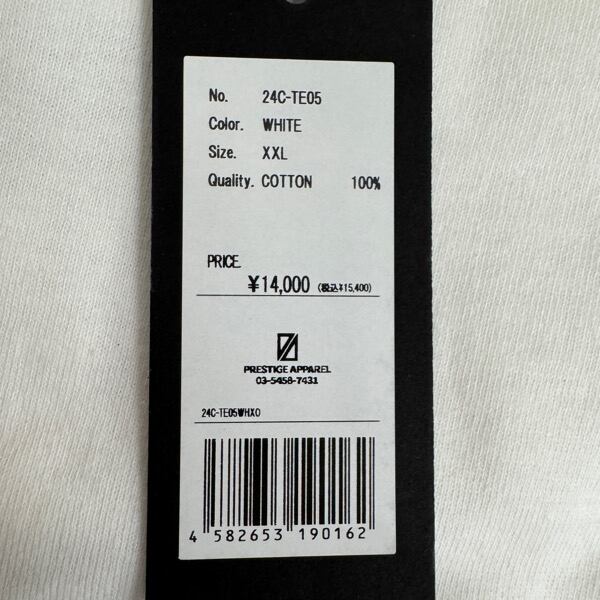 No. 24C-TE05
Color. WHITE
Size. XXL
Quality. COTTON 100%
PRICE.
¥14,000 (税込¥15,400)
PRESTIGE APPAREL
03-5458-7431
24C-TE05WHXO
4 582653 190162